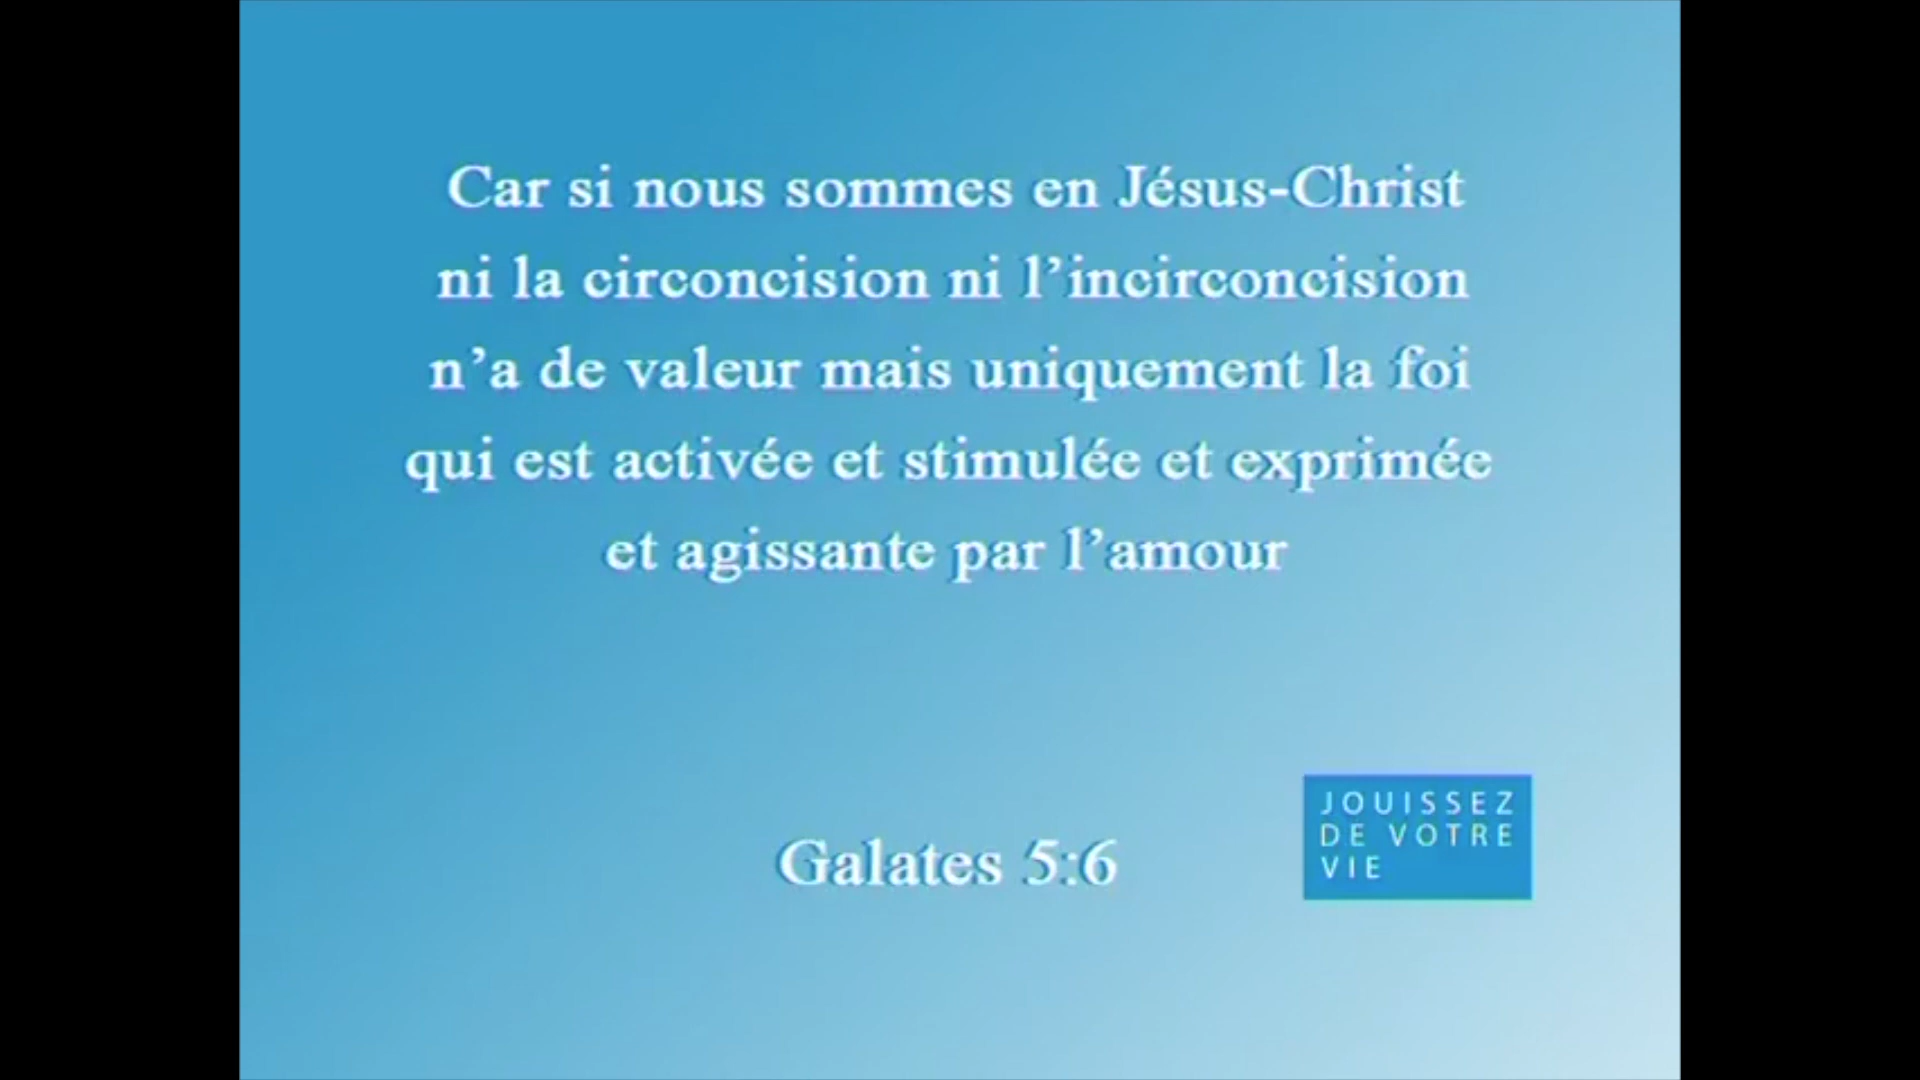 Car si nous sommes en Jésus-Christ
ni la circoncision ni l’incirconcision
n’a de valeur mais uniquement la foi
qui est activée et stimulée et exprimée
et agissante par l’amour
Galates 5:6
JOUISSEZ
DE VOTRE
VIE